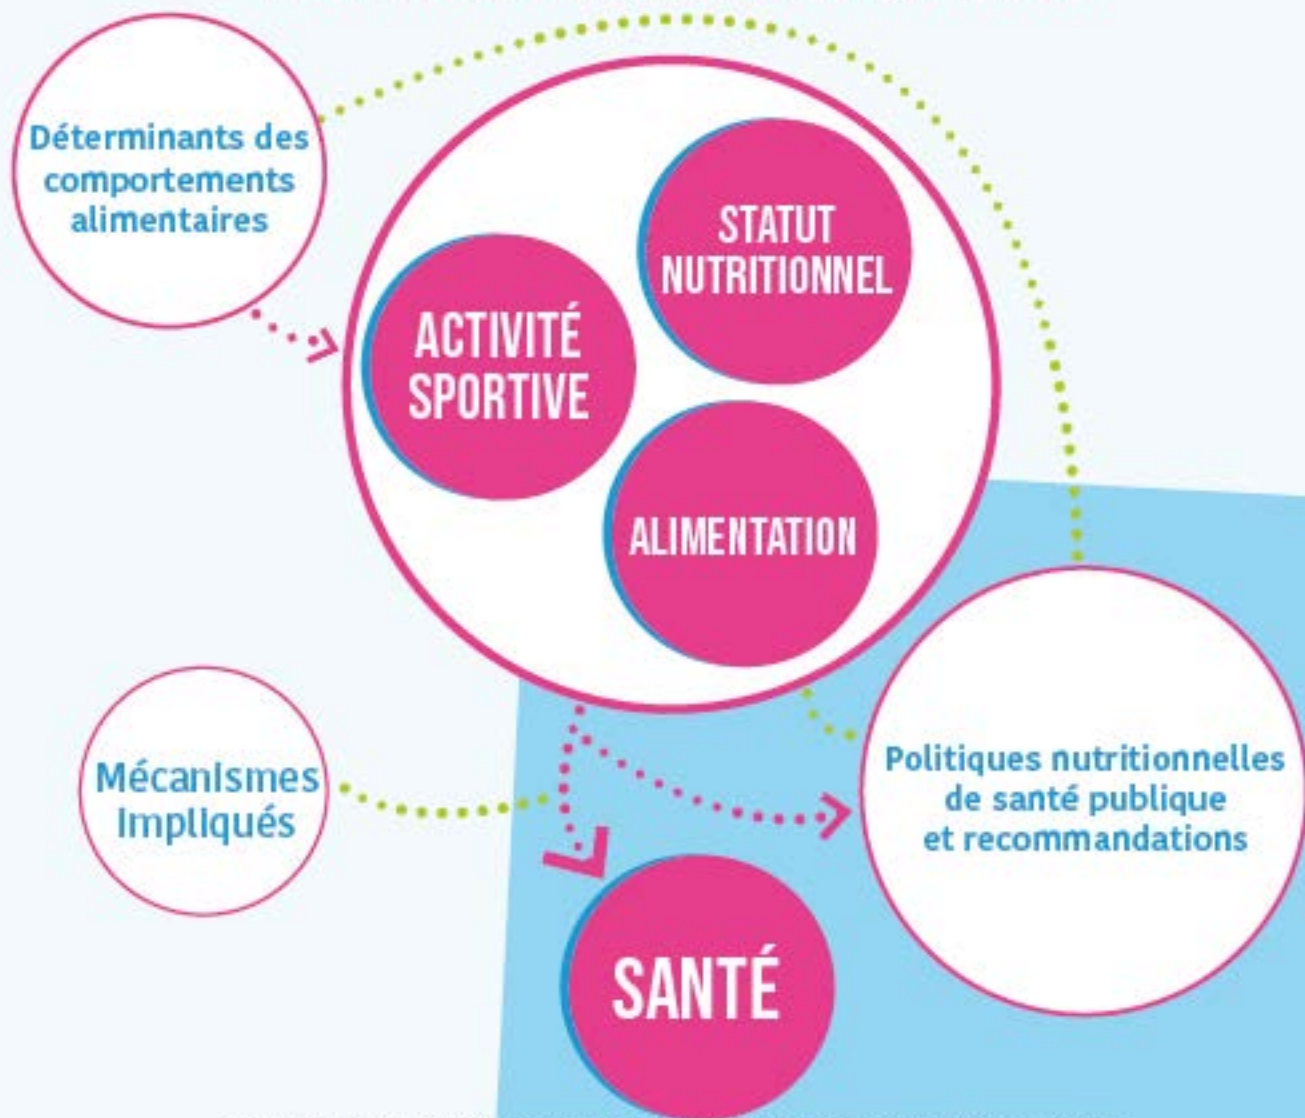 Déterminants des
comportements
alimentaires
STATUT
NUTRITIONNEL
ACTIVITÉ
SPORTIVE
ALIMENTATION
Mécanismes
impliqués
Politiques nutritionnelles
de santé publique
et recommandations
SANTÉ